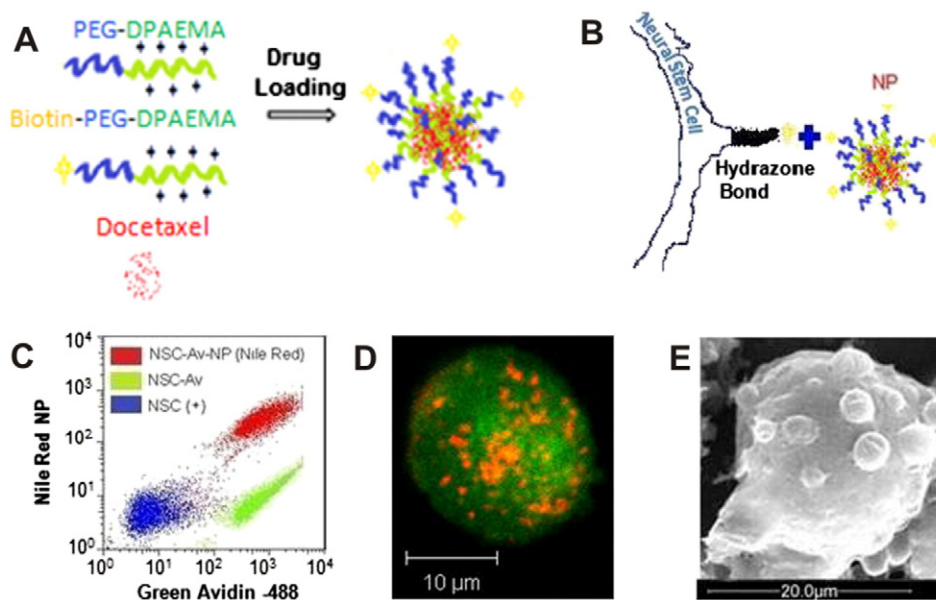 A
PEG-DPAEMA
Biotin-PEG-DPAEMA
Docetaxel
Drug
Loading
B
Neural Stem Cell
Hydrazone
Bond
NP
C
Nile Red NP
10⁴
10³
10²
10¹
10⁰
NSC-Av-NP (Nile Red)
NSC-Av
NSC (+)
10⁰ 10¹ 10² 10³ 10⁴
Green Avidin -488
D
10 µm
E
20.0µm